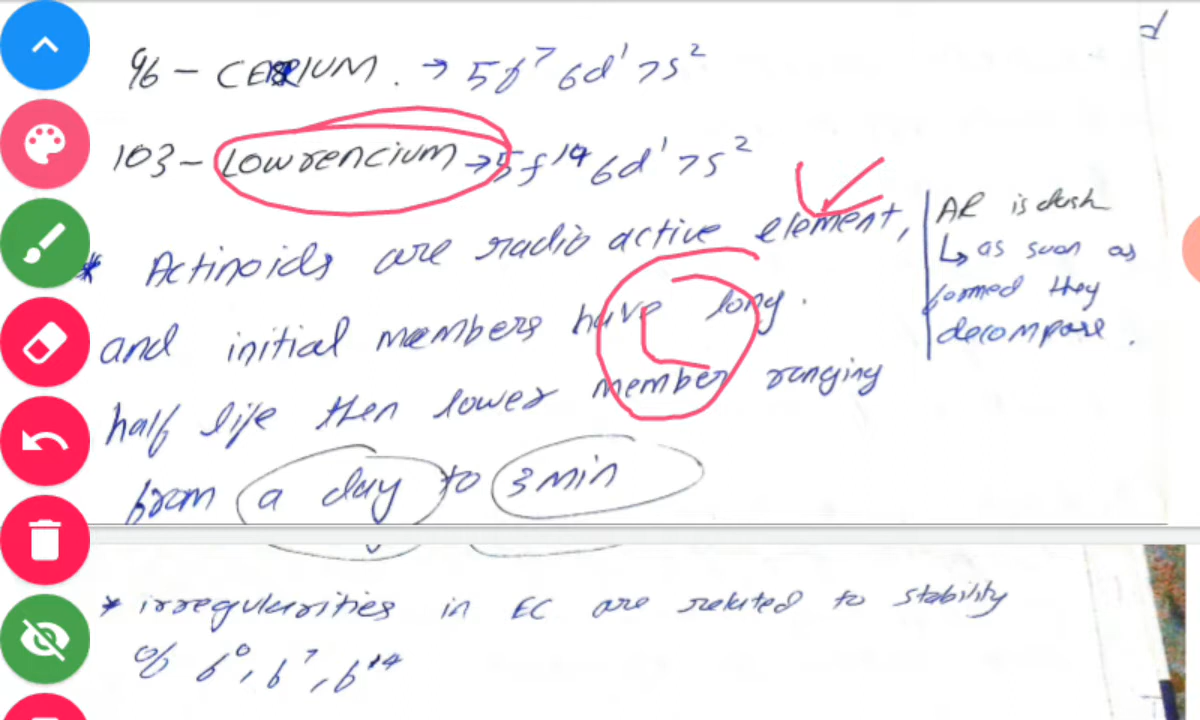 d
96 - CERIUM. → 5f⁷ 6d¹ 7s²
103 - Lowrencium → 5f¹⁴ 6d¹ 7s²
* Actinoids are radio active element,
and initial members have long.
half life then lower member ranging
from a day to 3 min
AR is
↳ as soon as
formed they
decompose.
* irregularities in EC are related to stability
of f⁰, f⁷, f¹⁴